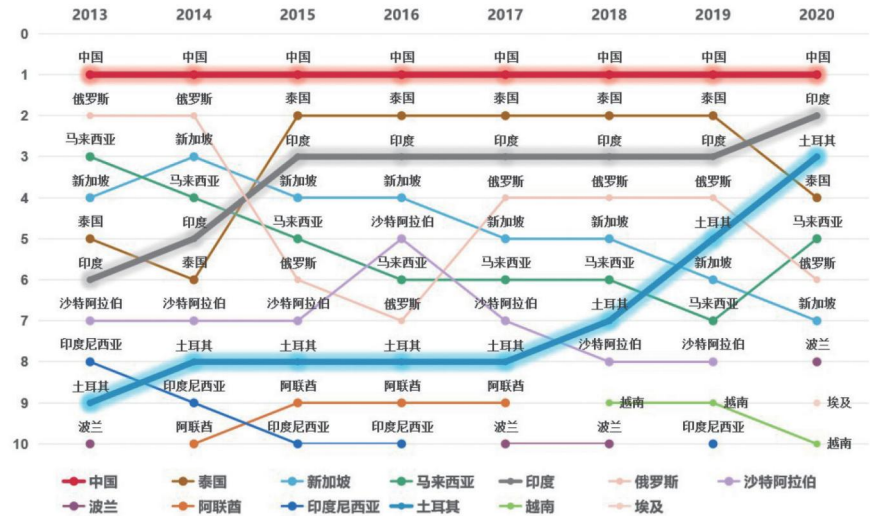 2013 2014 2015 2016 2017 2018 2019 2020
0
中国 中国 中国 中国 中国 中国 中国 中国
1
俄罗斯 俄罗斯 泰国 泰国 泰国 泰国 泰国 印度
2
马来西亚 新加坡 印度 印度 印度 印度 印度 土耳其
3
新加坡 马来西亚 新加坡 新加坡 俄罗斯 俄罗斯 俄罗斯 泰国
4
泰国 印度 马来西亚 沙特阿拉伯 新加坡 新加坡 土耳其 马来西亚
5
印度 泰国 俄罗斯 马来西亚 马来西亚 马来西亚 新加坡 俄罗斯
6
沙特阿拉伯 沙特阿拉伯 沙特阿拉伯 俄罗斯 沙特阿拉伯 土耳其 马来西亚 新加坡
7
印度尼西亚 土耳其 土耳其 土耳其 土耳其 沙特阿拉伯 沙特阿拉伯 波兰
8
土耳其 印度尼西亚 阿联酋 阿联酋 阿联酋
9 越南 越南 埃及
波兰 阿联酋 印度尼西亚 印度尼西亚 波兰 波兰 印度尼西亚
10 越南
中国 泰国 新加坡 马来西亚 印度 俄罗斯 沙特阿拉伯
波兰 阿联酋 印度尼西亚 土耳其 越南 埃及